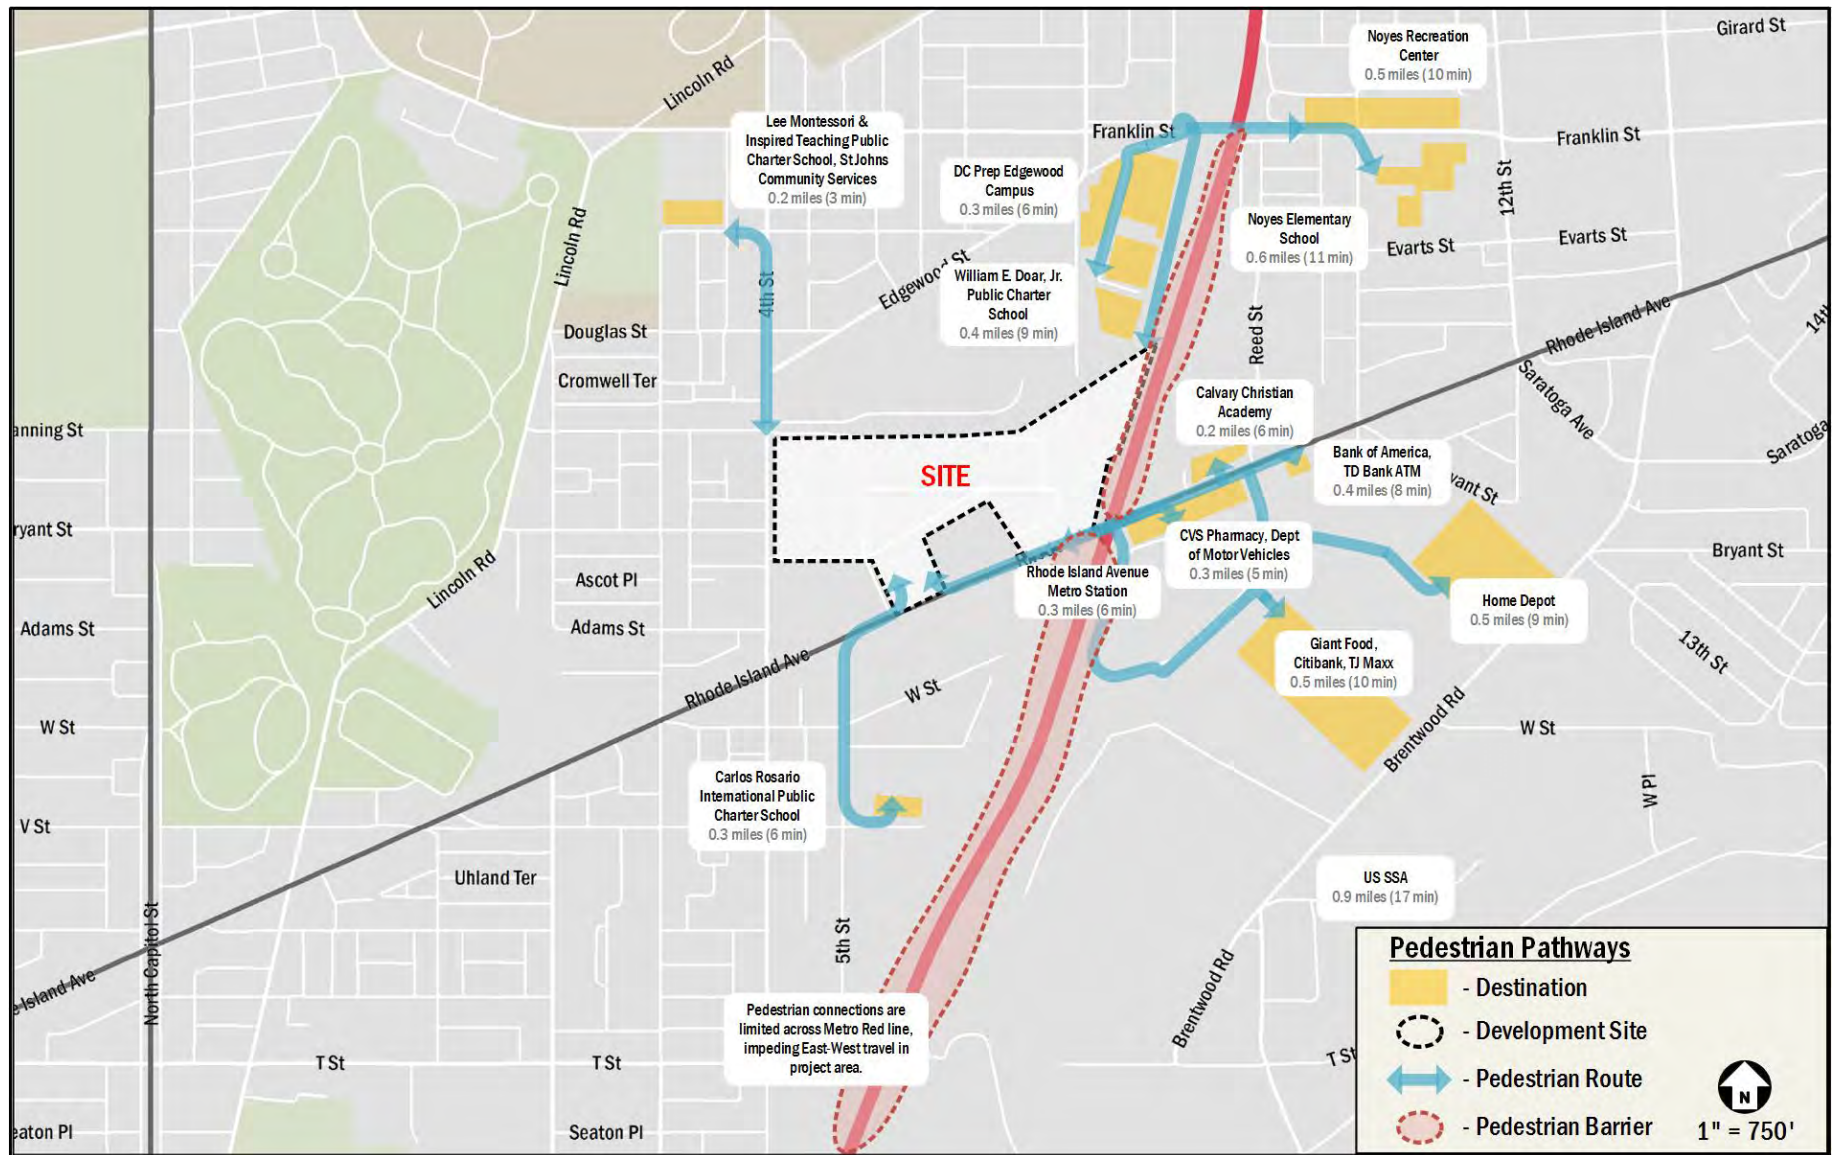 Girard St
Noyes Recreation
Center
0.5 miles (10 min)
Lincoln Rd
Lee Montessori &
Inspired Teaching Public
Charter School, St Johns
Community Services
0.2 miles (3 min)
Franklin St
Franklin St
12th St
DC Prep Edgewood
Campus
0.3 miles (6 min)
Lincoln Rd
4th St
Edgewood St
Noyes Elementary
School
0.6 miles (11 min)
Evarts St
Evarts St
William E. Doar, Jr.
Public Charter
School
0.4 miles (9 min)
Reed St
Rhode Island Ave
14th
Douglas St
Cromwell Ter
Saratoga Ave
Saratoga
Calvary Christian
Academy
0.2 miles (6 min)
anning St
SITE
Bank of America,
TD Bank ATM
0.4 miles (8 min)
vant St
ryant St
Bryant St
CVS Pharmacy, Dept
of Motor Vehicles
0.3 miles (5 min)
Rhode Island Avenue
Metro Station
0.3 miles (6 min)
Lincoln Rd
Ascot Pl
Home Depot
0.5 miles (9 min)
Adams St
Adams St
13th St
Giant Food,
Citibank, TJ Maxx
0.5 miles (10 min)
Rhode Island Ave
W St
W St
W St
Brentwood Rd
W Pl
Carlos Rosario
International Public
Charter School
0.3 miles (6 min)
V St
Uhland Ter
US SSA
0.9 miles (17 min)
North Capitol St
5th St
e Island Ave
Brentwood Rd
Pedestrian connections are
limited across Metro Red line,
impeding East-West travel in
project area.
T St
T St
T St
eaton Pl
Seaton Pl
Pedestrian Pathways
- Destination
- Development Site
- Pedestrian Route
- Pedestrian Barrier
N
1" = 750'